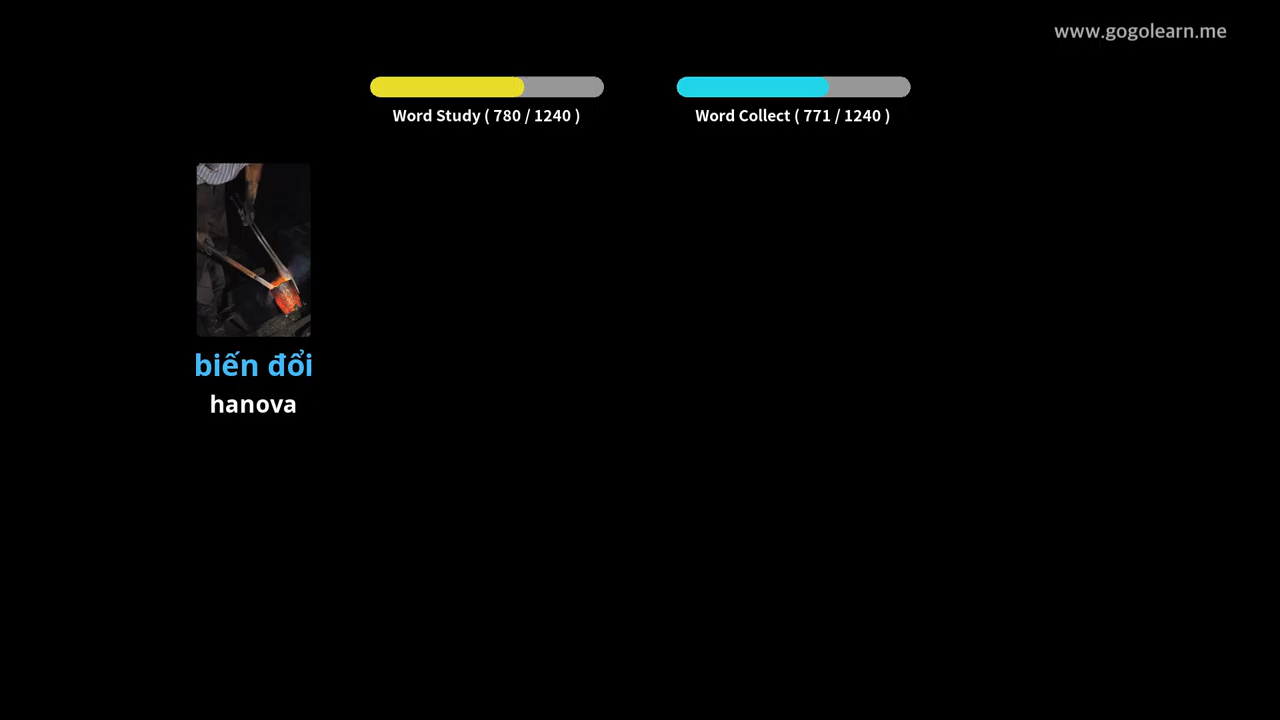 www.gogolearn.me
Word Study ( 780 / 1240 )
Word Collect ( 771 / 1240 )
biến đổi
hanova